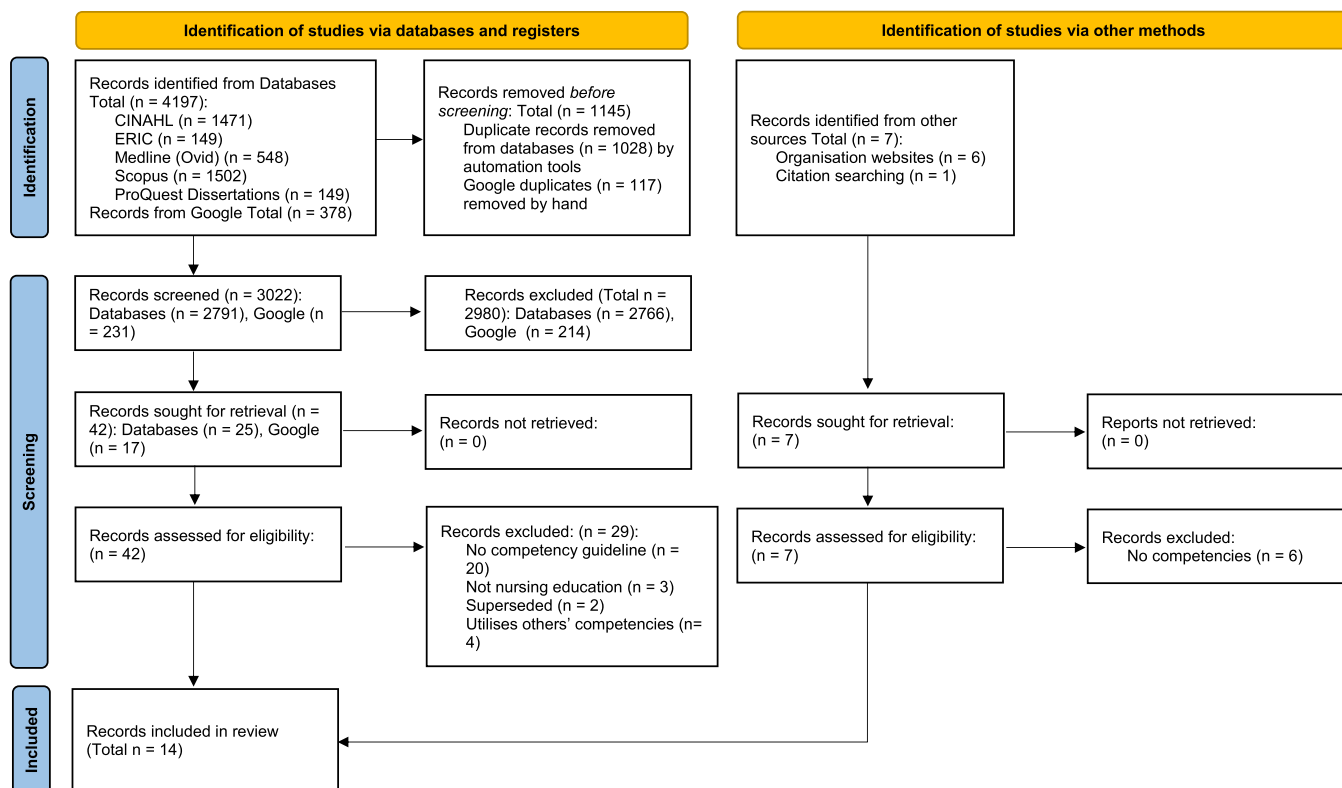 Identification of studies via databases and registers
Identification of studies via other methods
Identification
Records identified from Databases
Total (n = 4197):
CINAHL (n = 1471)
ERIC (n = 149)
Medline (Ovid) (n = 548)
Scopus (n = 1502)
ProQuest Dissertations (n = 149)
Records from Google Total (n = 378)
Records removed before
screening: Total (n = 1145)
Duplicate records removed
from databases (n = 1028) by
automation tools
Google duplicates (n = 117)
removed by hand
Records identified from other
sources Total (n = 7):
Organisation websites (n = 6)
Citation searching (n = 1)
Screening
Records screened (n = 3022):
Databases (n = 2791), Google (n
= 231)
Records excluded (Total n =
2980): Databases (n = 2766),
Google (n = 214)
Records sought for retrieval (n =
42): Databases (n = 25), Google
(n = 17)
Records not retrieved:
(n = 0)
Records sought for retrieval:
(n = 7)
Reports not retrieved:
(n = 0)
Records assessed for eligibility:
(n = 42)
Records excluded: (n = 29):
No competency guideline (n =
20)
Not nursing education (n = 3)
Superseded (n = 2)
Utilises others’ competencies (n=
4)
Records assessed for eligibility:
(n = 7)
Records excluded:
No competencies (n = 6)
Included
Records included in review
(Total n = 14)